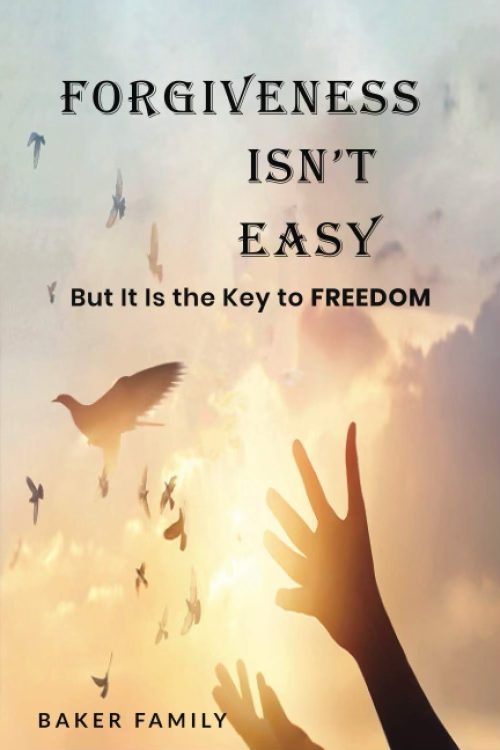 FORGIVENESS
ISN'T
EASY
But It Is the Key to FREEDOM
BAKER FAMILY